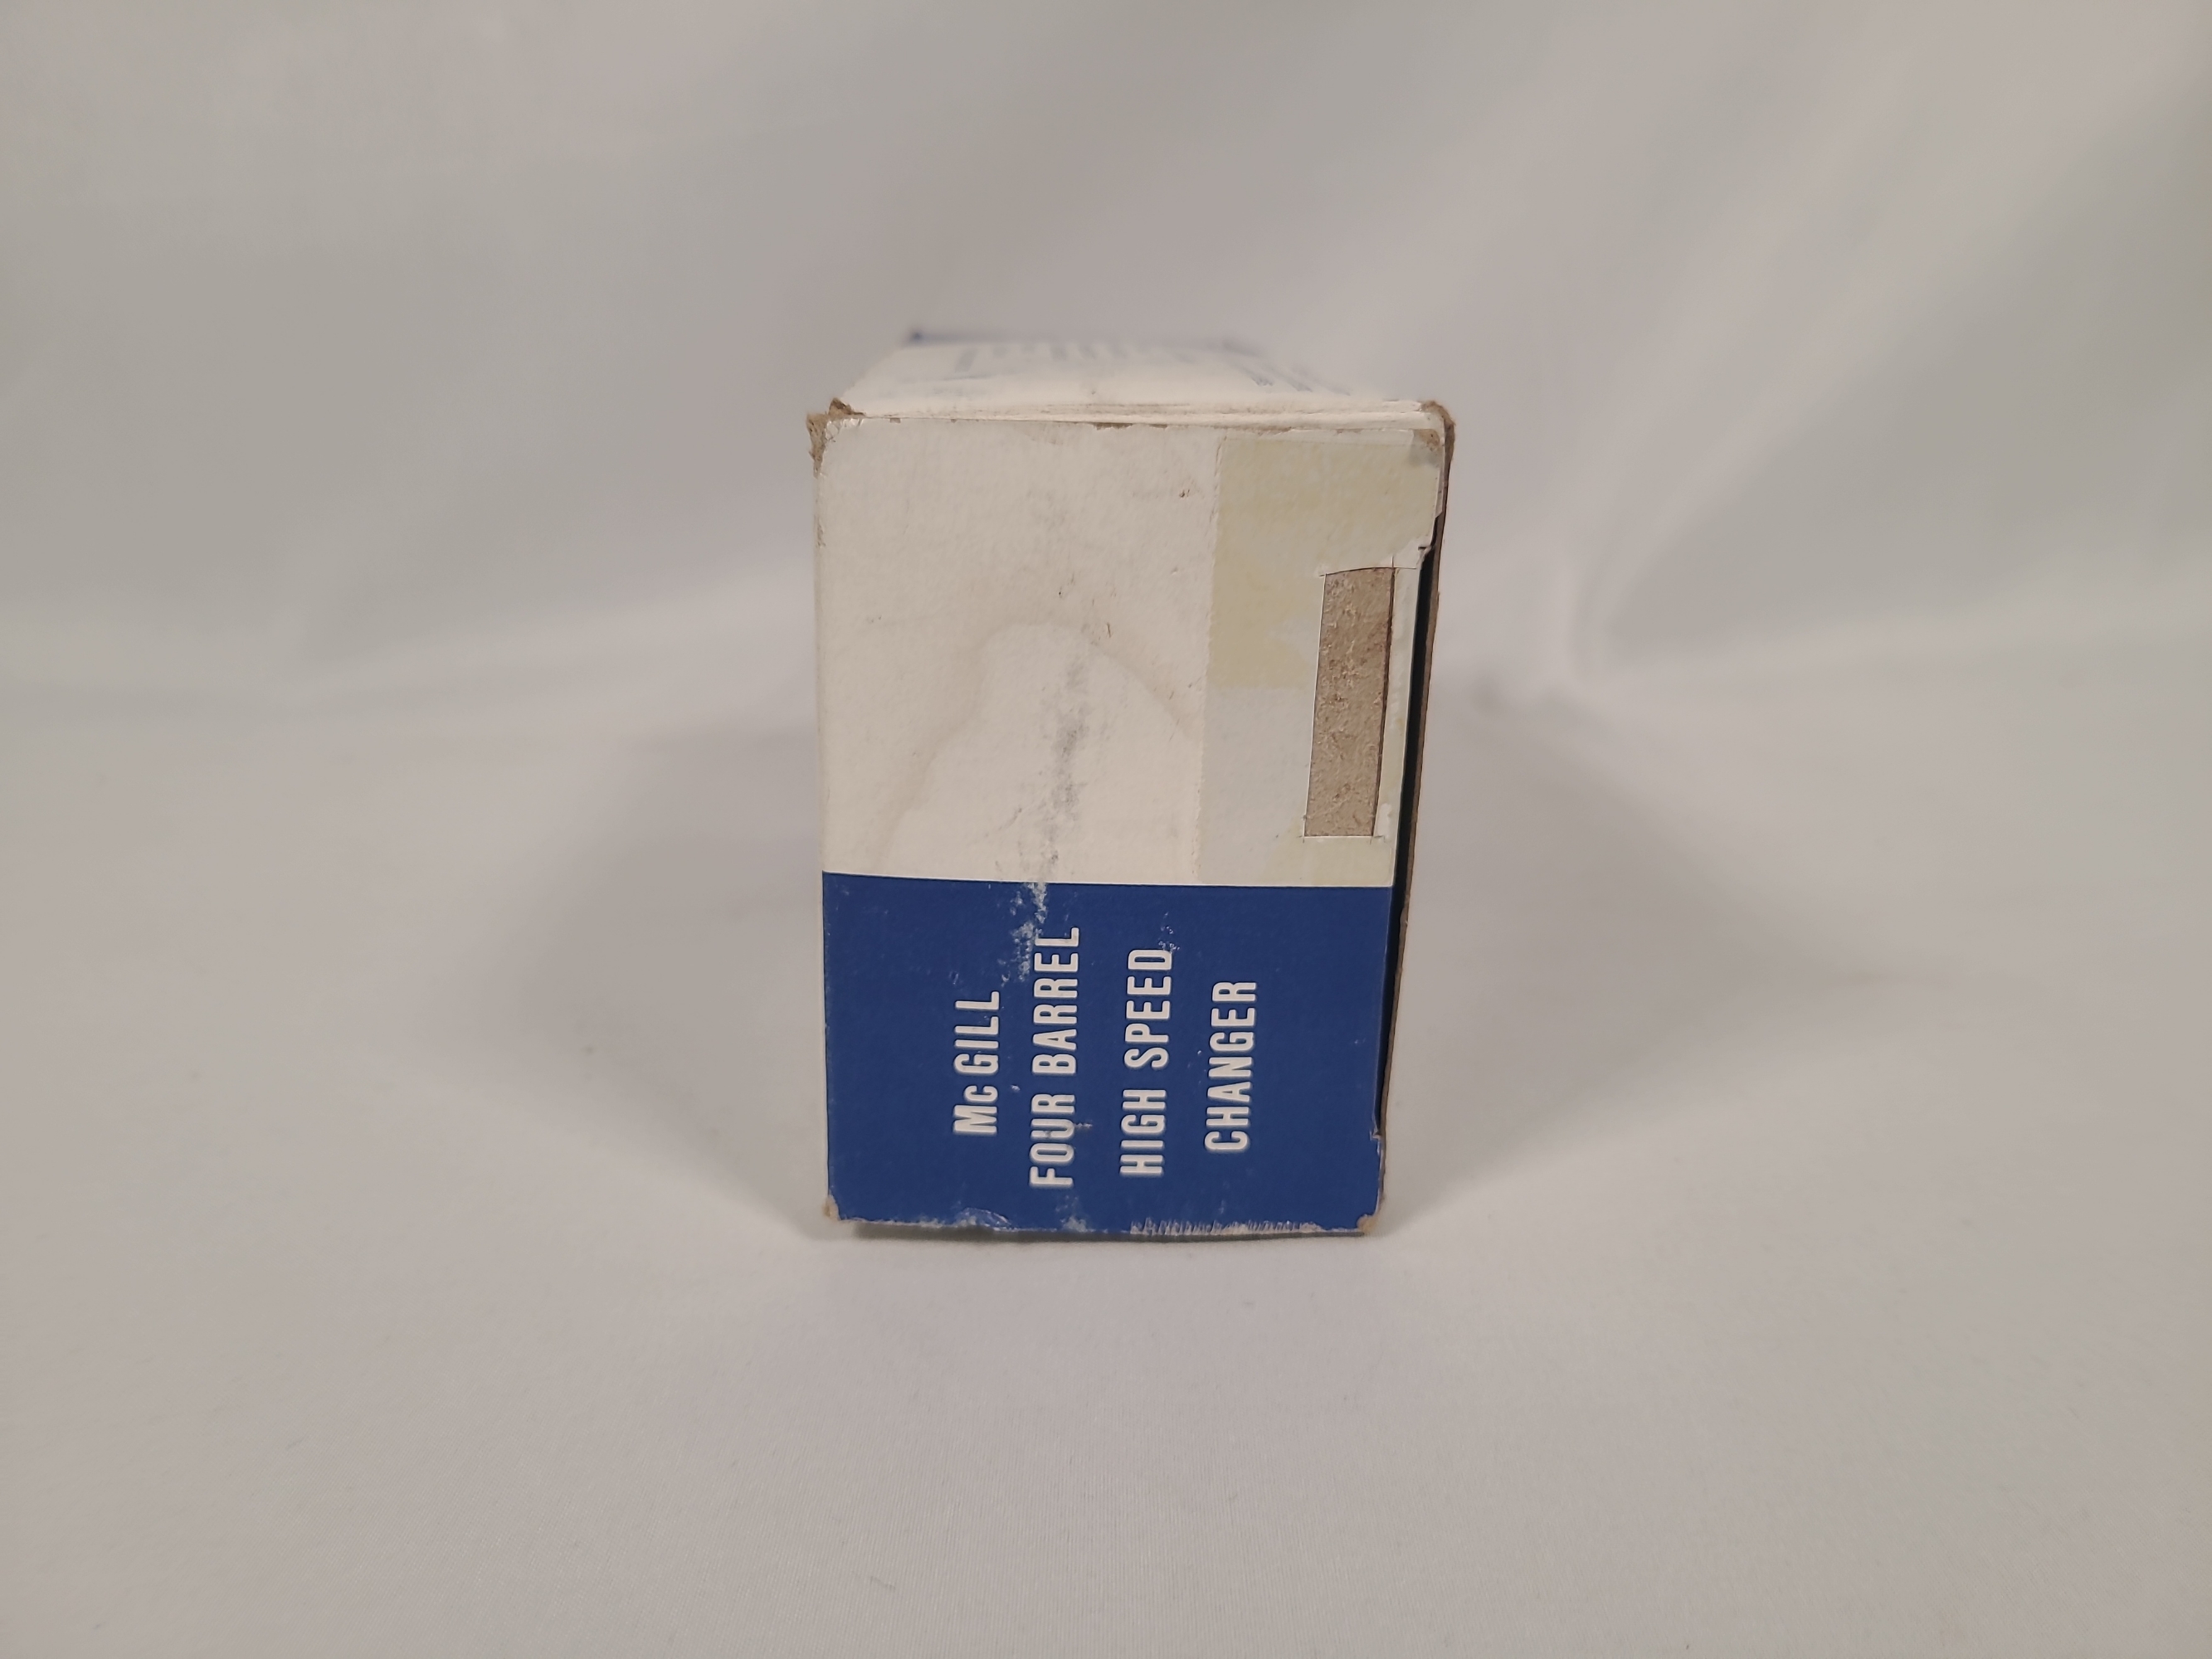 Mc GILL
FOUR BARREL
HIGH SPEED
CHANGER